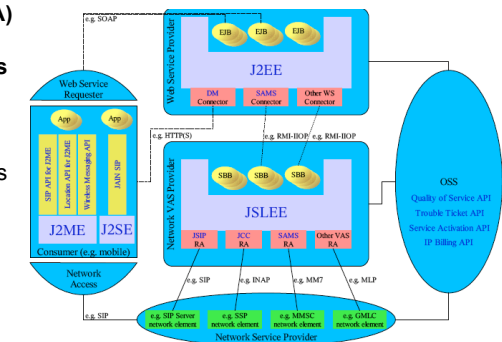 A)
s
s
e.g. SOAP
Web Service
Requester
App
App
SIP API for J2ME
Location API for J2ME
Wireless Messaging API
JAIN SIP
J2ME
J2SE
Consumer (e.g. mobile)
Network
Access
e.g. SIP
e.g. HTTP(S)
Web Service Provider
EJB
EJB
EJB
J2EE
DM
Connector
SAMS
Connector
Other WS
Connector
e.g. RMI-IIOP
e.g. RMI-IIOP
Network VAS Provider
SBB
SBB
SBB
JSLEE
JSIP
RA
JCC
RA
SAMS
RA
Other VAS
RA
e.g. SIP
e.g. INAP
e.g. MM7
e.g. MLP
e.g. SIP Server
network element
e.g. SSP
network element
e.g. MMSC
network element
e.g. GMLC
network element
Network Service Provider
OSS
Quality of Service API
Trouble Ticket API
Service Activation API
IP Billing API